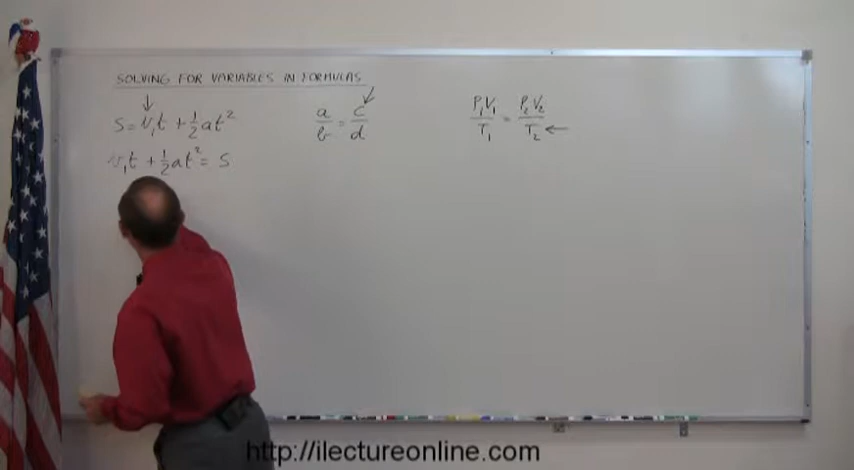 SOLVING FOR VARIABLES IN FORMULAS
S = v₁t + ½at²
a/b = c/d
P₁V₁/T₁ = P₂V₂/T₂
v₁t + ½at² = S
http://ilectureonline.com